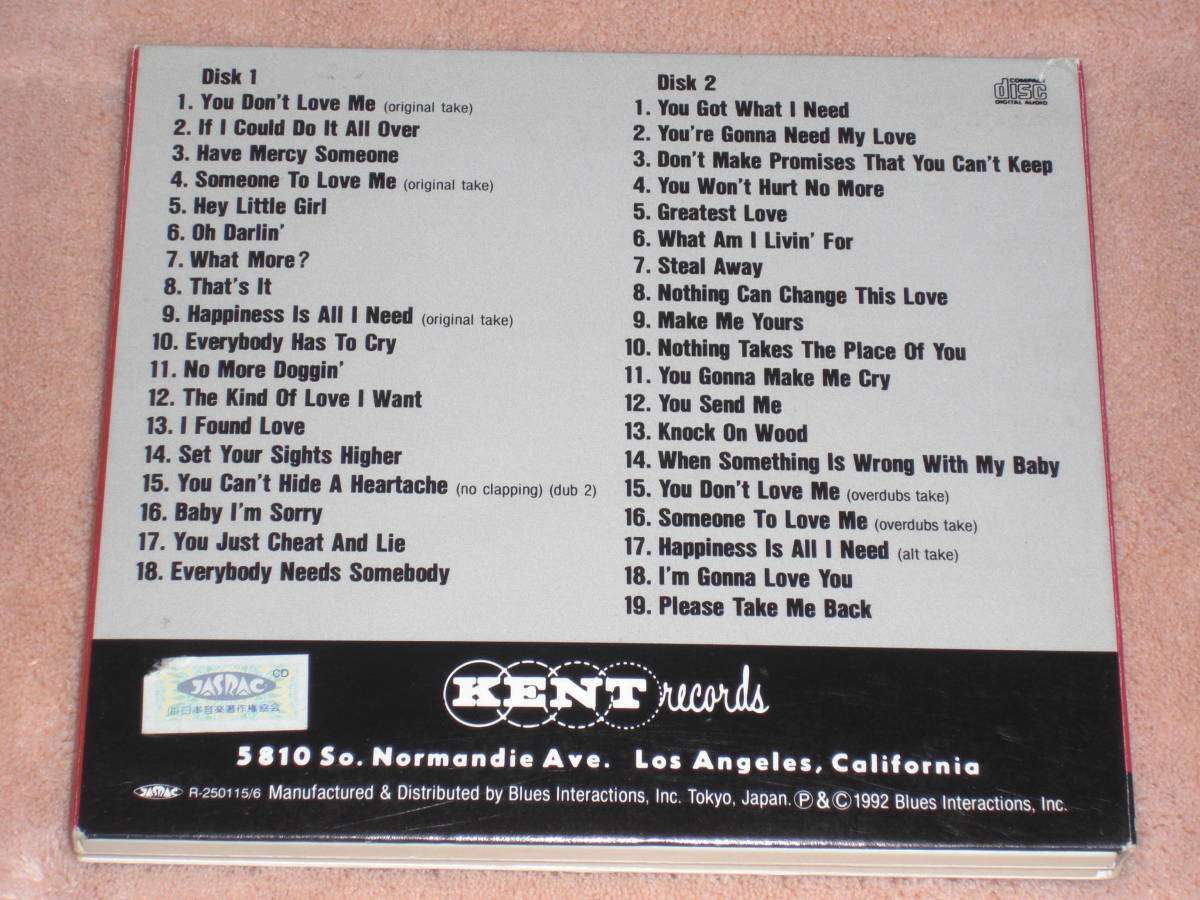 Disk 1
1. You Don't Love Me (original take)
2. If I Could Do It All Over
3. Have Mercy Someone
4. Someone To Love Me (original take)
5. Hey Little Girl
6. Oh Darlin'
7. What More?
8. That's It
9. Happiness Is All I Need (original take)
10. Everybody Has To Cry
11. No More Doggin'
12. The Kind Of Love I Want
13. I Found Love
14. Set Your Sights Higher
15. You Can't Hide A Heartache (no clapping) (dub 2)
16. Baby I'm Sorry
17. You Just Cheat And Lie
18. Everybody Needs Somebody
Disk 2
1. You Got What I Need
2. You're Gonna Need My Love
3. Don't Make Promises That You Can't Keep
4. You Won't Hurt No More
5. Greatest Love
6. What Am I Livin' For
7. Steal Away
8. Nothing Can Change This Love
9. Make Me Yours
10. Nothing Takes The Place Of You
11. You Gonna Make Me Cry
12. You Send Me
13. Knock On Wood
14. When Something Is Wrong With My Baby
15. You Don't Love Me (overdubs take)
16. Someone To Love Me (overdubs take)
17. Happiness Is All I Need (alt take)
18. I'm Gonna Love You
19. Please Take Me Back
COMPACT
disc
DIGITAL AUDIO
CD
JASRAC
(社)日本音楽著作権協会
KENT records
5810 So. Normandie Ave. Los Angeles, California
JASRAC R-250115/6 Manufactured & Distributed by Blues Interactions, Inc. Tokyo, Japan. Ⓟ & © 1992 Blues Interactions, Inc.